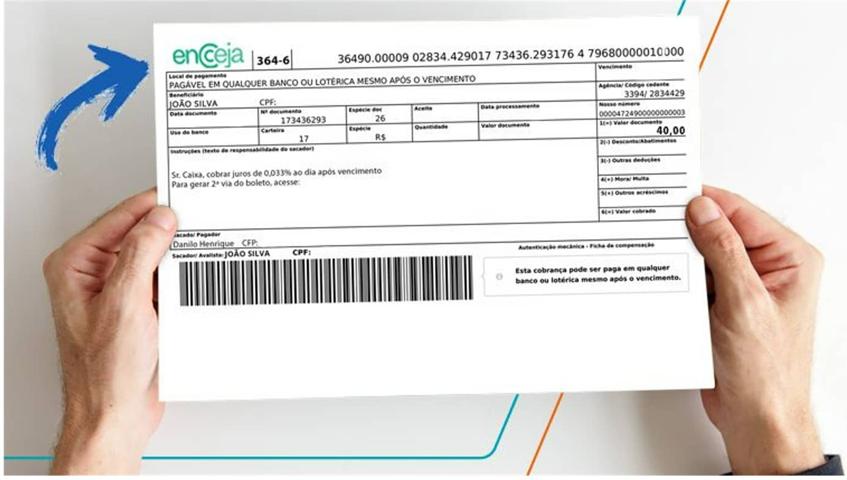 encceja
364-6
36490.00009 02834.429017 73436.293176 4 79680000010000
Local de pagamento
PAGÁVEL EM QUALQUER BANCO OU LOTÉRICA MESMO APÓS O VENCIMENTO
Vencimento
Beneficiário
JOÃO SILVA CPF:
Agência/ Código cedente
3394/ 2834429
Data documento
Nº documento
173436293
Espécie doc
26
Aceite
Data processamento
Nosso número
00004724900000000003
Uso do banco
Carteira
17
Espécie
R$
Quantidade
Valor documento
1(=) Valor documento
40,00
Instruções (texto de responsabilidade do sacador)
2(-) Desconto/Abatimentos
Sr. Caixa, cobrar juros de 0,033% ao dia após vencimento
Para gerar 2ª via do boleto, acesse:
3(-) Outras deduções
4(+) Mora/ Multa
5(+) Outros acréscimos
6(=) Valor cobrado
Sacado/ Pagador
Danilo Henrique CFP:
Sacador/ Avalista: JOÃO SILVA CPF:
Autenticação mecânica - Ficha de compensação
Esta cobrança pode ser paga em qualquer
banco ou lotérica mesmo após o vencimento.